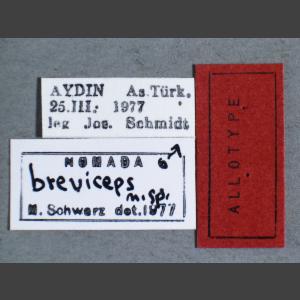 AYDIN As.Türk.
25.III. 1977
leg Jos. Schmidt
NOMADA ♂
breviceps
n.sp.
M. Schwarz det.1977
ALLOTYPE